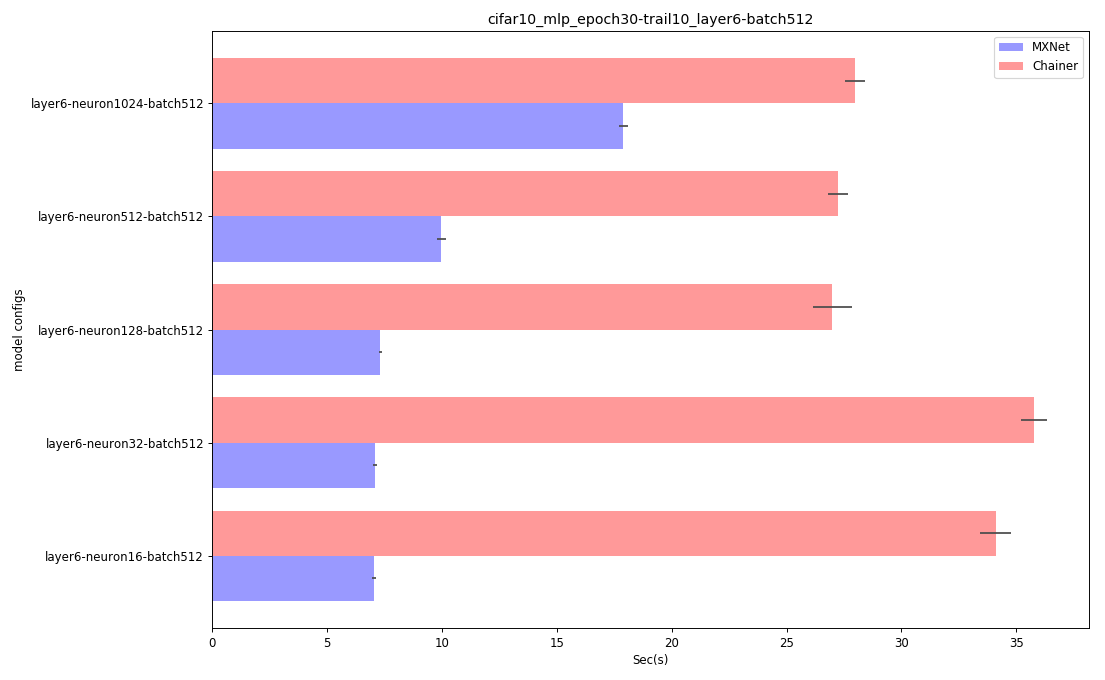 cifar10_mlp_epoch30-trail10_layer6-batch512
MXNet
Chainer
model configs
layer6-neuron1024-batch512
layer6-neuron512-batch512
layer6-neuron128-batch512
layer6-neuron32-batch512
layer6-neuron16-batch512
0 5 10 15 20 25 30 35
Sec(s)